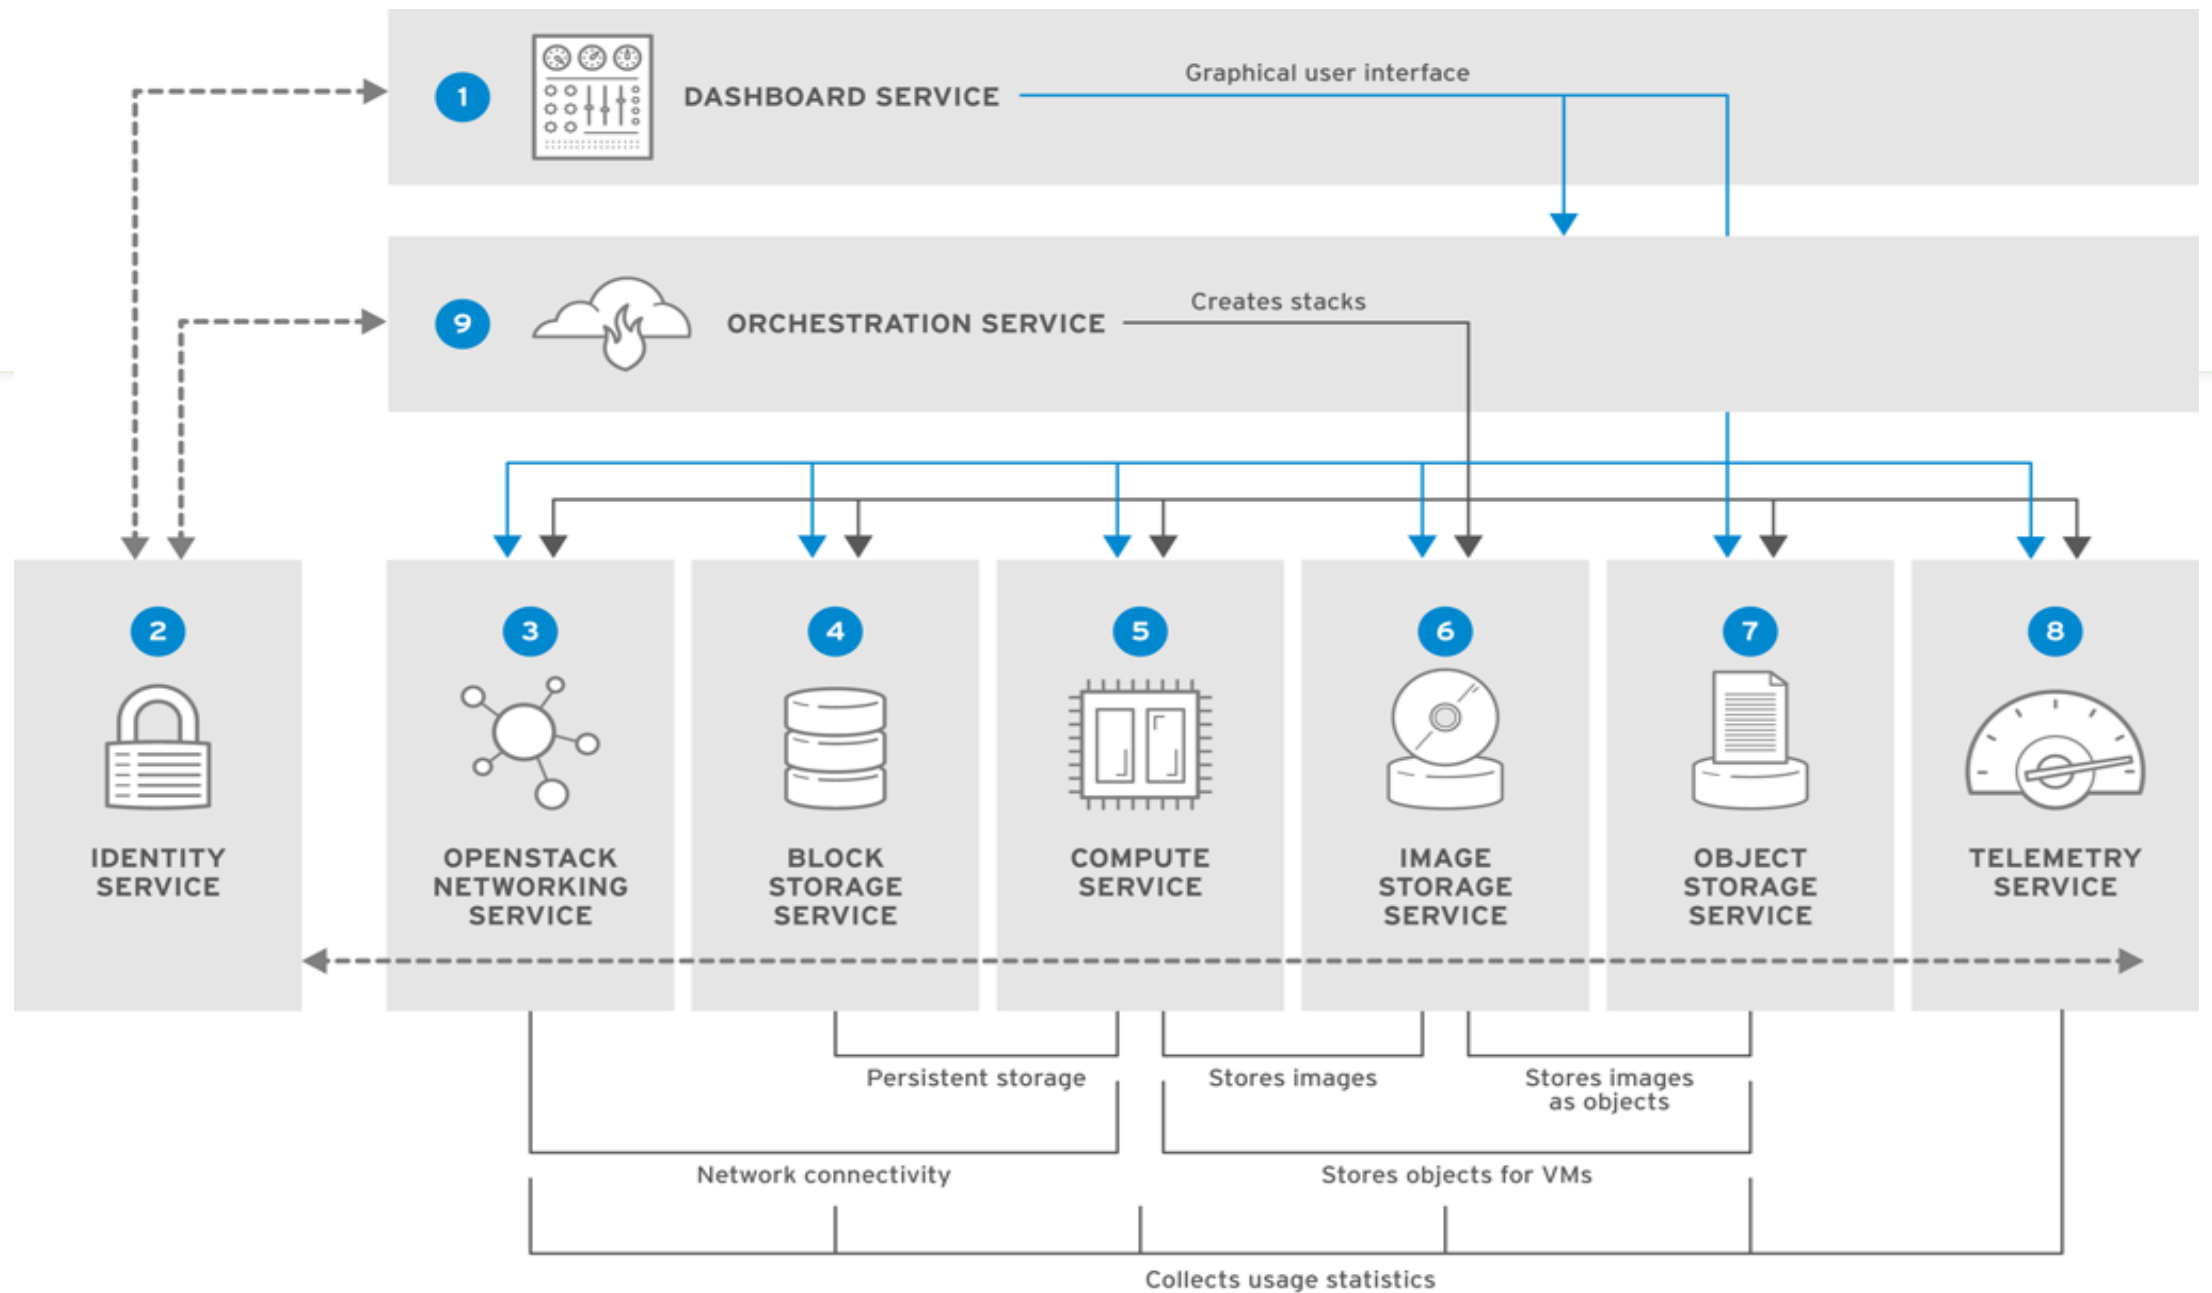 Graphical user interface
1
DASHBOARD SERVICE
Creates stacks
9
ORCHESTRATION SERVICE
2
3
4
5
6
7
8
IDENTITY
SERVICE
OPENSTACK
NETWORKING
SERVICE
BLOCK
STORAGE
SERVICE
COMPUTE
SERVICE
IMAGE
STORAGE
SERVICE
OBJECT
STORAGE
SERVICE
TELEMETRY
SERVICE
Persistent storage
Stores images
Stores images
as objects
Network connectivity
Stores objects for VMs
Collects usage statistics